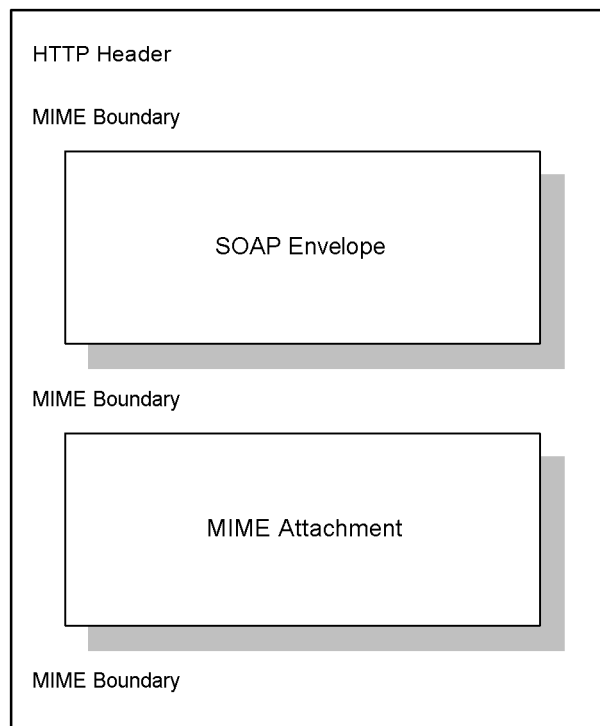 HTTP Header
MIME Boundary
SOAP Envelope
MIME Boundary
MIME Attachment
MIME Boundary